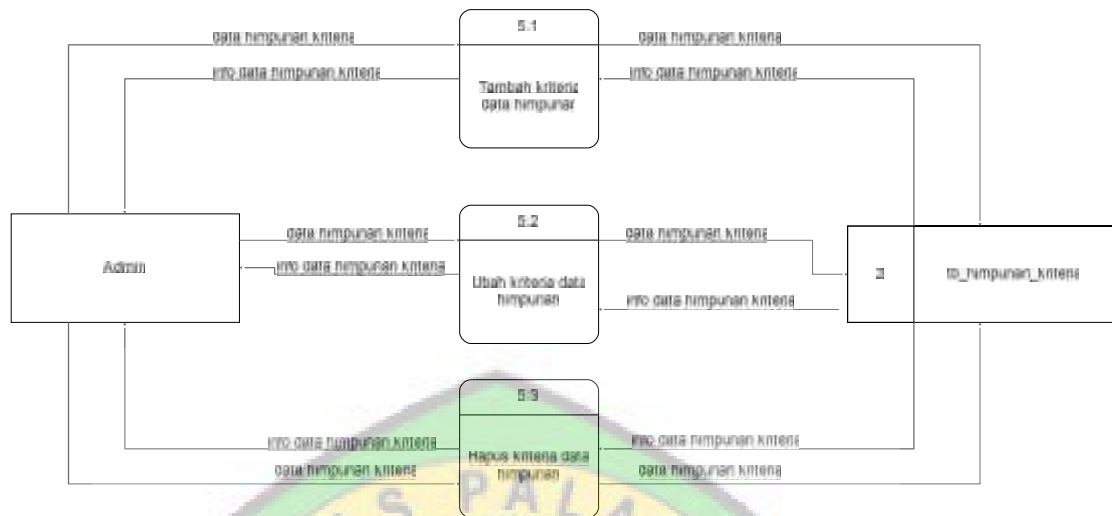 5.1
data himpunan kriteria
data himpunan kriteria
info data himpunan kriteria
info data himpunan kriteria
Tambah kriteria
data himpunan
5.2
data himpunan kriteria
data himpunan kriteria
Admin
info data himpunan kriteria
Ubah kriteria data
himpunan
tb_himpunan_kriteria
info data himpunan kriteria
5.3
info data himpunan kriteria
info data himpunan kriteria
Hapus kriteria data
himpunan
data himpunan kriteria
data himpunan kriteria
S PALA